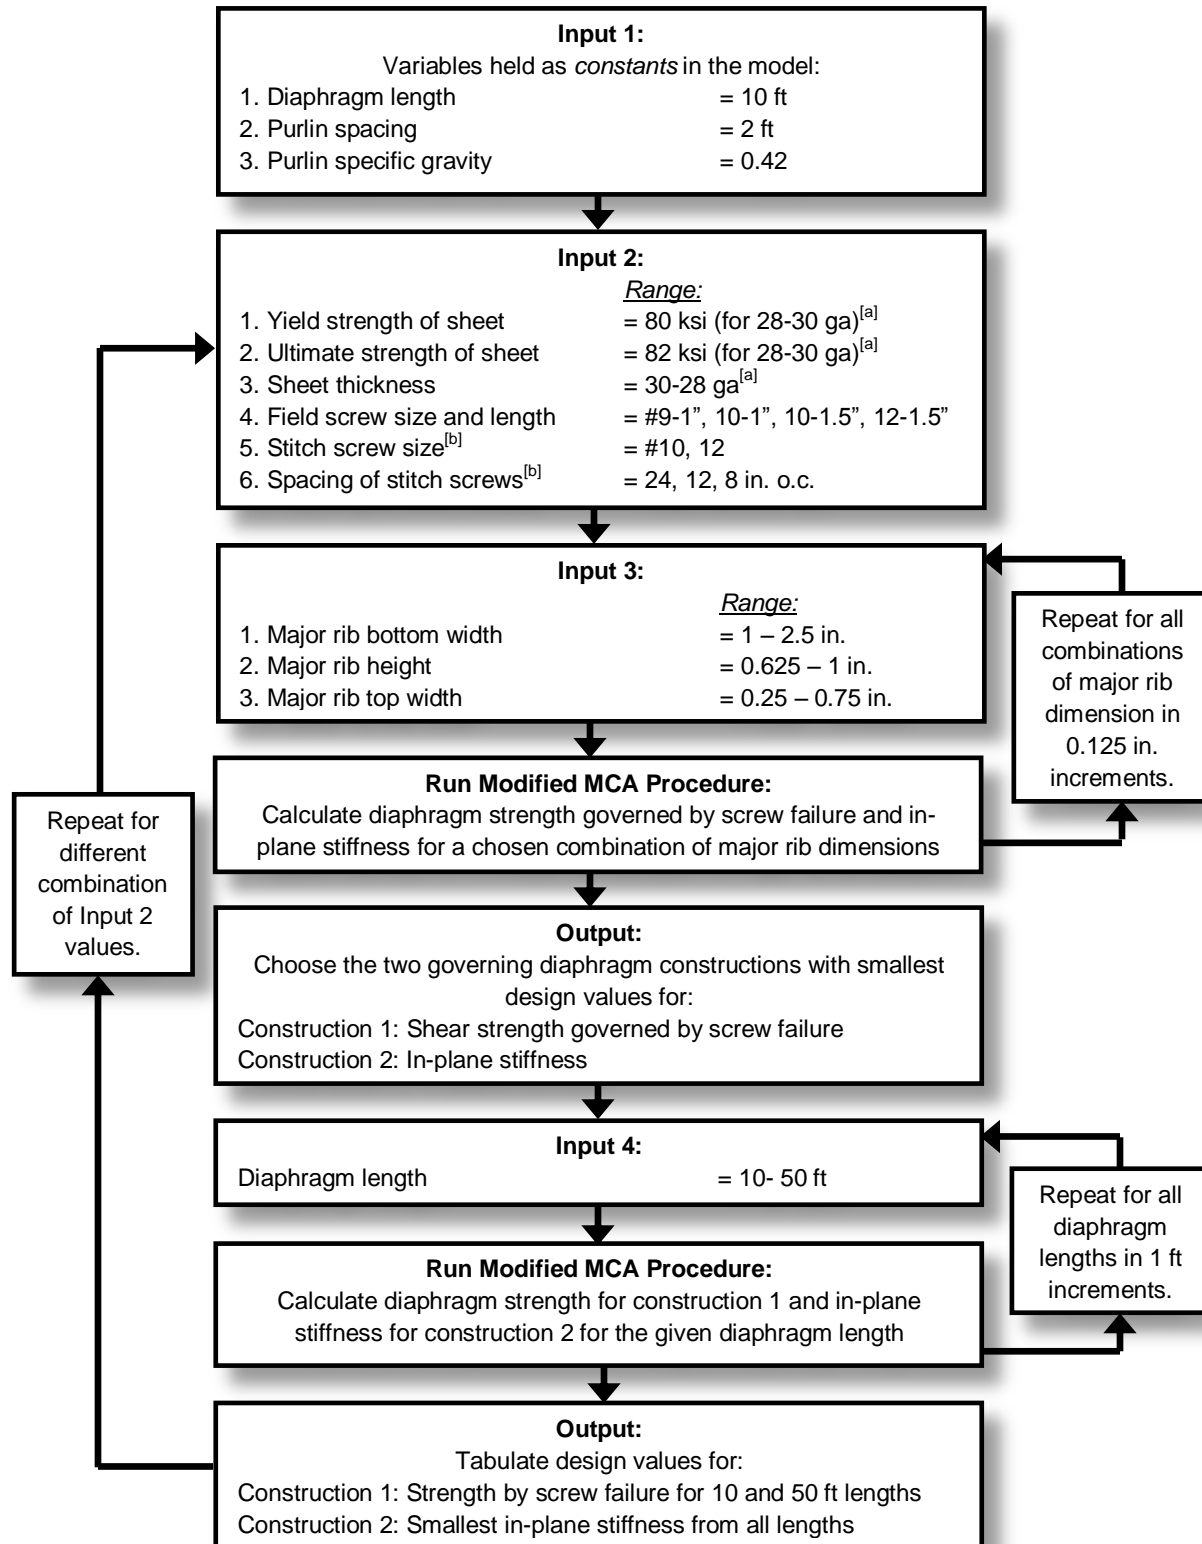 Input 1:
Variables held as constants in the model:
1. Diaphragm length = 10 ft
2. Purlin spacing = 2 ft
3. Purlin specific gravity = 0.42
Input 2:
Range:
1. Yield strength of sheet = 80 ksi (for 28-30 ga)[a]
2. Ultimate strength of sheet = 82 ksi (for 28-30 ga)[a]
3. Sheet thickness = 30-28 ga[a]
4. Field screw size and length = #9-1”, 10-1”, 10-1.5”, 12-1.5”
5. Stitch screw size[b] = #10, 12
6. Spacing of stitch screws[b] = 24, 12, 8 in. o.c.
Input 3:
Range:
1. Major rib bottom width = 1 – 2.5 in.
2. Major rib height = 0.625 – 1 in.
3. Major rib top width = 0.25 – 0.75 in.
Repeat for all
combinations
of major rib
dimension in
0.125 in.
increments.
Run Modified MCA Procedure:
Calculate diaphragm strength governed by screw failure and in-
plane stiffness for a chosen combination of major rib dimensions
Repeat for
different
combination
of Input 2
values.
Output:
Choose the two governing diaphragm constructions with smallest
design values for:
Construction 1: Shear strength governed by screw failure
Construction 2: In-plane stiffness
Input 4:
Diaphragm length = 10- 50 ft
Repeat for all
diaphragm
lengths in 1 ft
increments.
Run Modified MCA Procedure:
Calculate diaphragm strength for construction 1 and in-plane
stiffness for construction 2 for the given diaphragm length
Output:
Tabulate design values for:
Construction 1: Strength by screw failure for 10 and 50 ft lengths
Construction 2: Smallest in-plane stiffness from all lengths